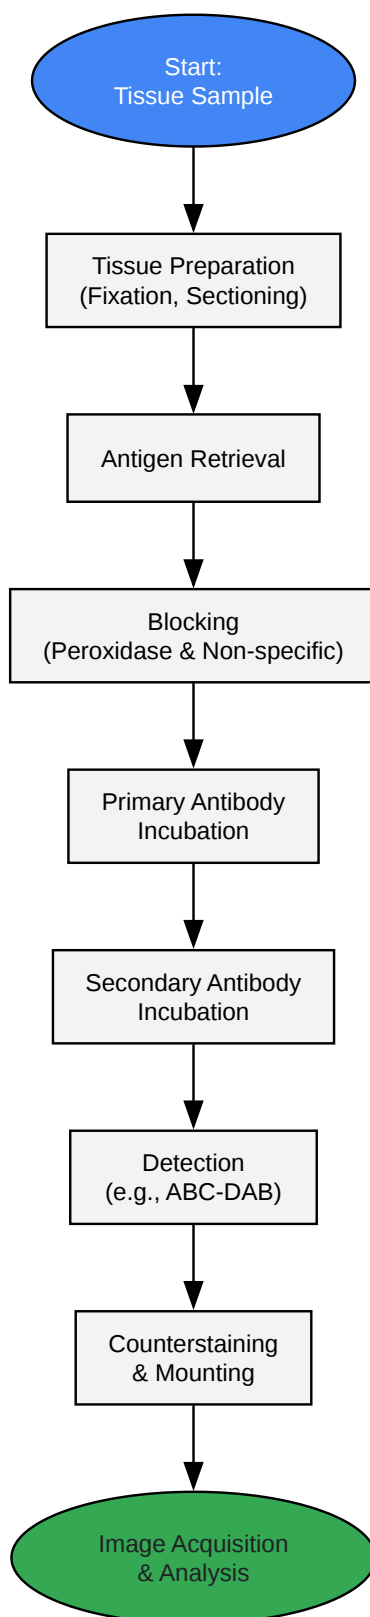 Start:
Tissue Sample
Tissue Preparation
(Fixation, Sectioning)
Antigen Retrieval
Blocking
(Peroxidase & Non-specific)
Primary Antibody
Incubation
Secondary Antibody
Incubation
Detection
(e.g., ABC-DAB)
Counterstaining
& Mounting
Image Acquisition
& Analysis